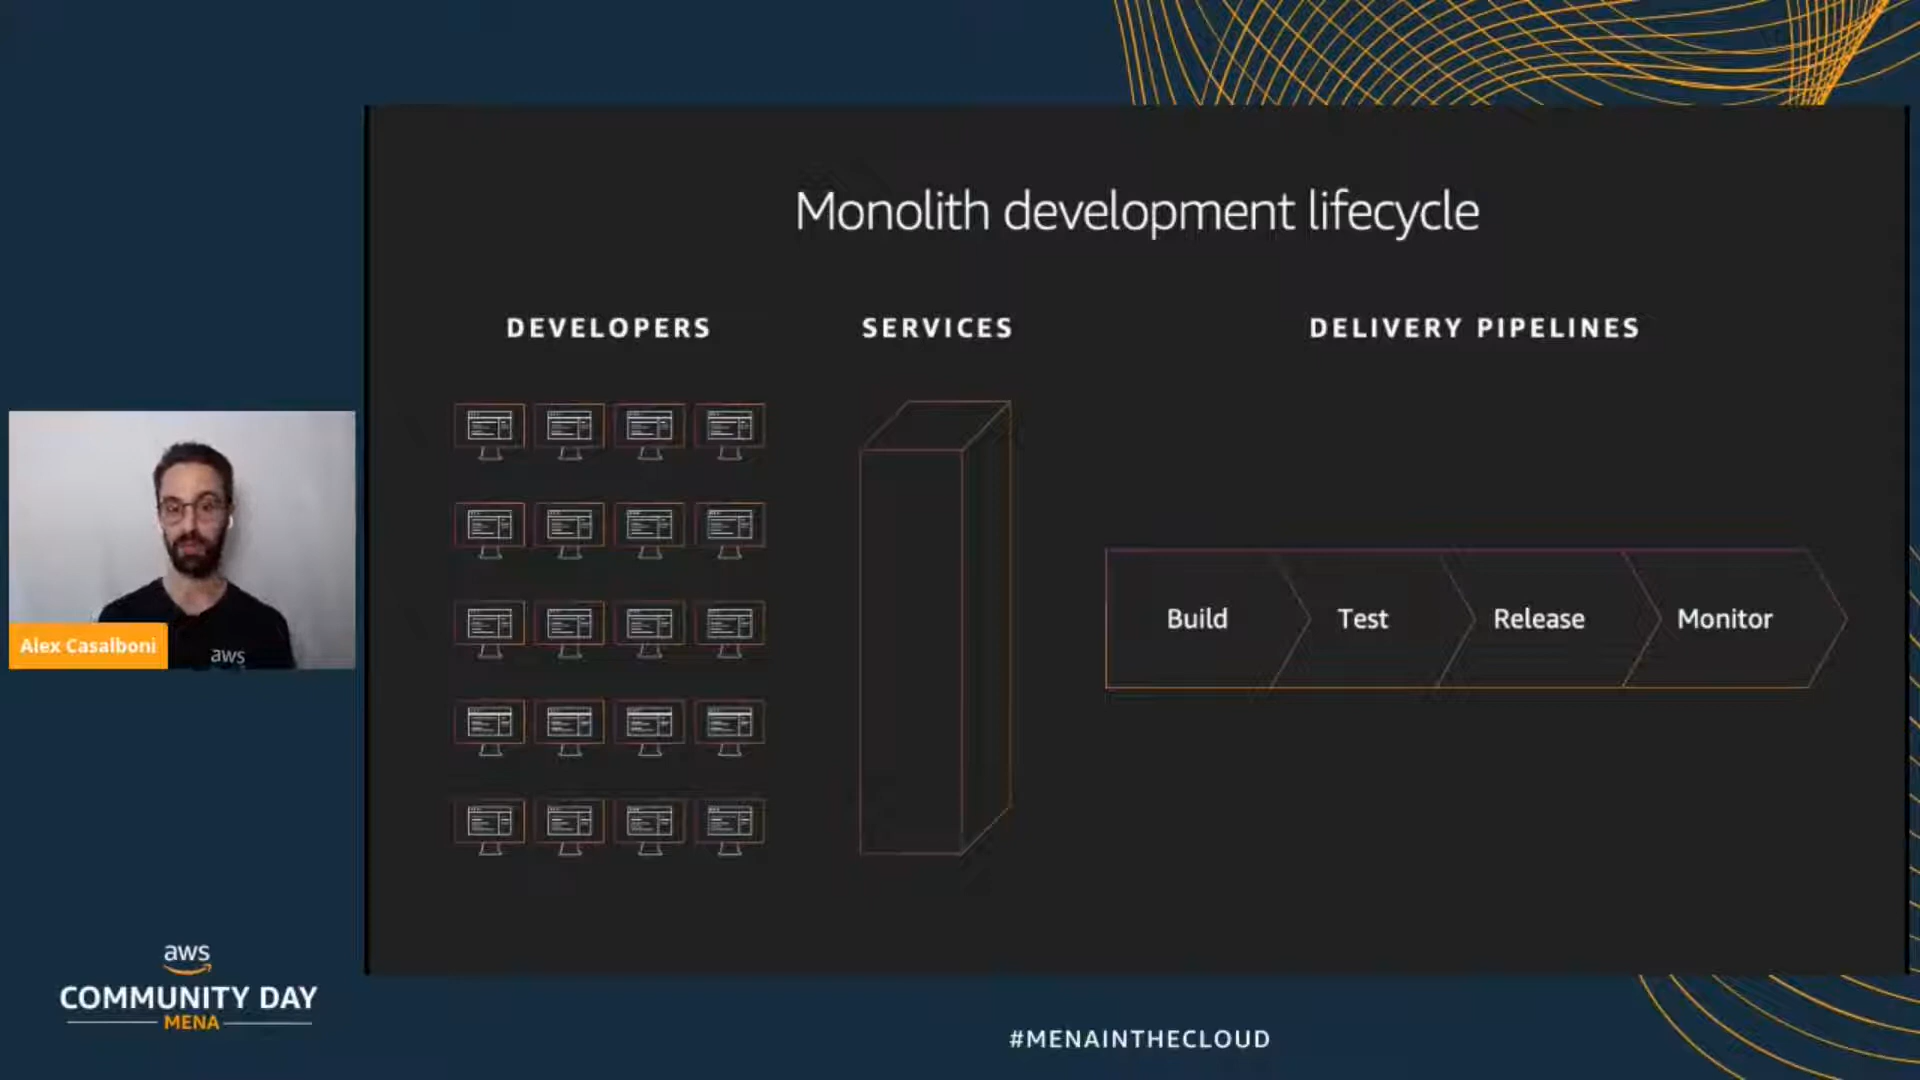 Monolith development lifecycle
DEVELOPERS
SERVICES
DELIVERY PIPELINES
Build
Test
Release
Monitor
Alex Casalboni
aws
aws
COMMUNITY DAY
MENA
#MENAINTHECLOUD